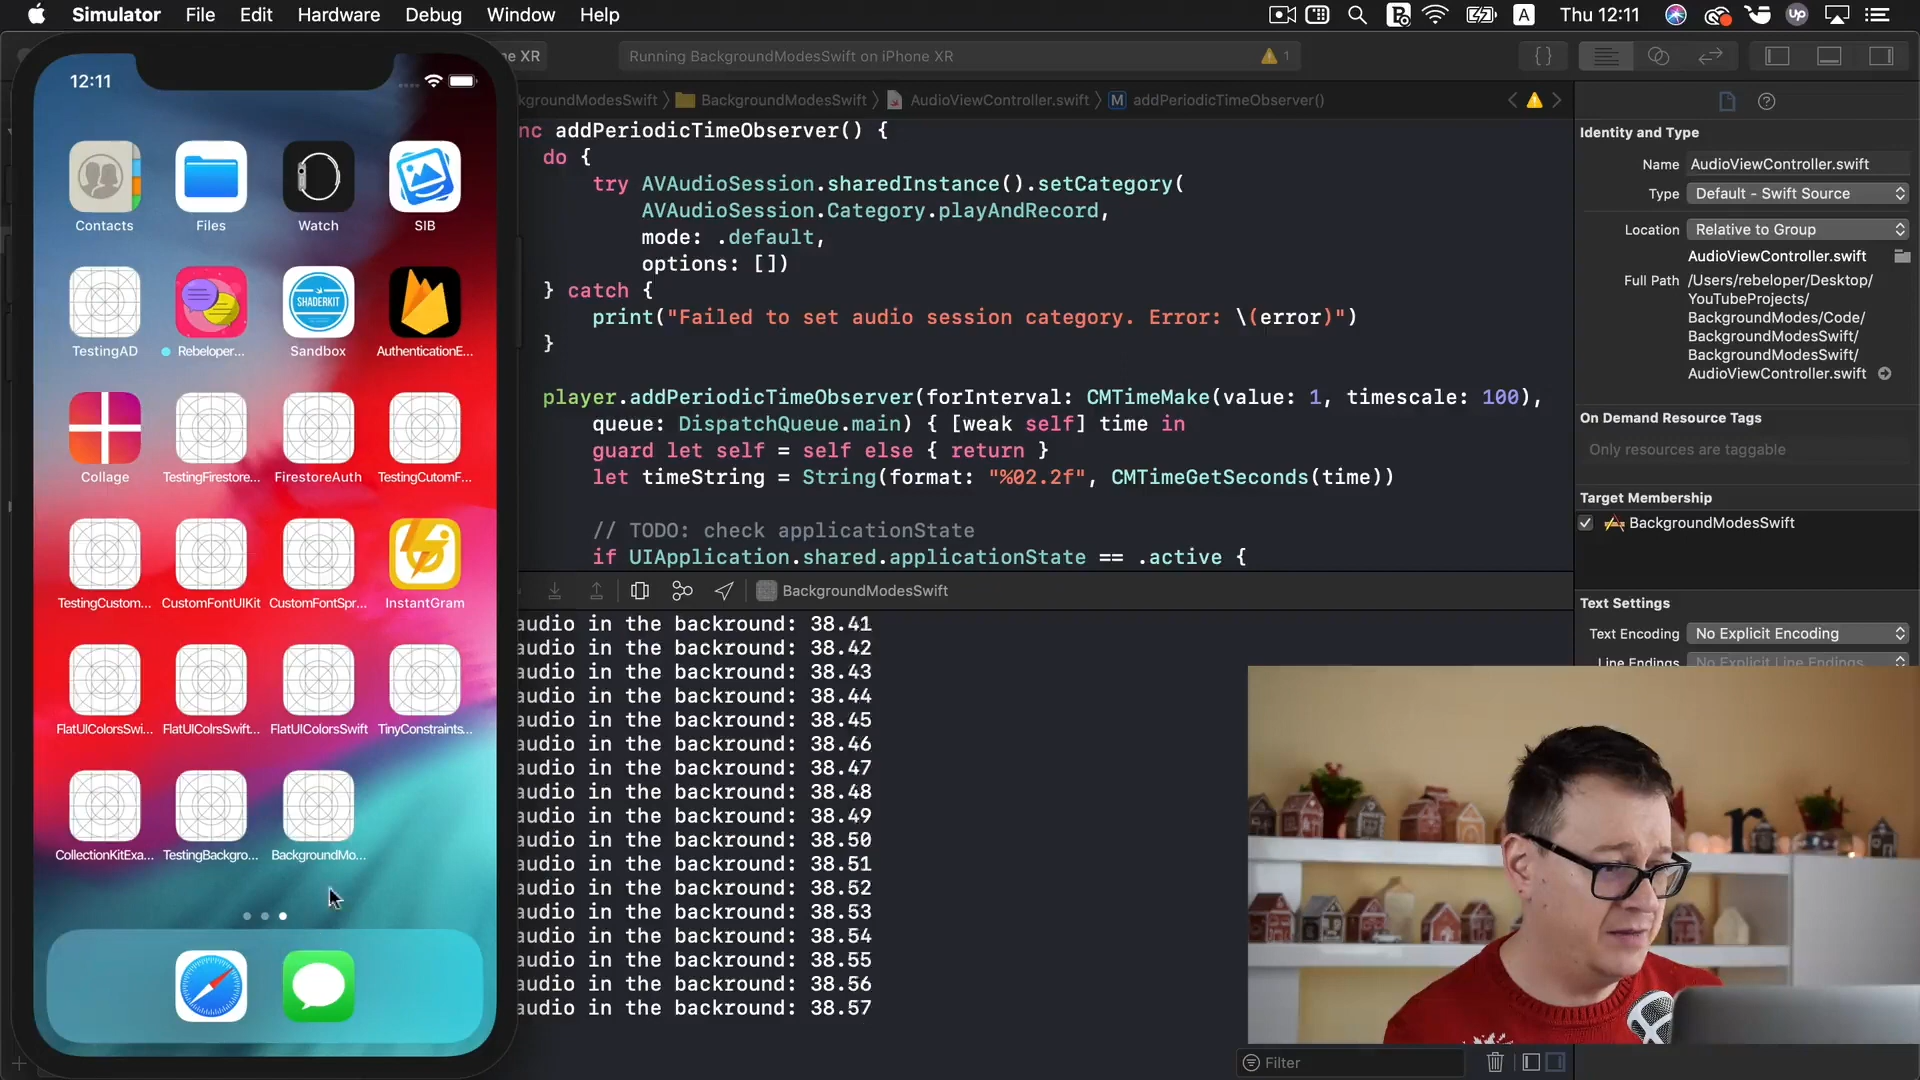 Simulator File Edit Hardware Debug Window Help
A Thu 12:11 up
12:11
ne XR
Running BackgroundModesSwift on iPhone XR
1
kgroundModesSwift BackgroundModesSwift AudioViewController.swift M addPeriodicTimeObserver()
Contacts Files Watch SIB
SHADERKIT
TestingAD Rebeloper... Sandbox AuthenticationE...
Collage TestingFirestore... FirestoreAuth TestingCutomF...
TestingCustom... CustomFontUIKit CustomFontSpr... InstantGram
FlatUIColorsSwi... FlatUIColrsSwift... FlatUIColorsSwift TinyConstraints...
CollectionKitExa... TestingBackgro... BackgroundMo...
nc addPeriodicTimeObserver() {
do {
try AVAudioSession.sharedInstance().setCategory(
AVAudioSession.Category.playAndRecord,
mode: .default,
options: [])
} catch {
print("Failed to set audio session category. Error: \(error)")
}
player.addPeriodicTimeObserver(forInterval: CMTimeMake(value: 1, timescale: 100),
queue: DispatchQueue.main) { [weak self] time in
guard let self = self else { return }
let timeString = String(format: "%02.2f", CMTimeGetSeconds(time))
// TODO: check applicationState
if UIApplication.shared.applicationState == .active {
BackgroundModesSwift
audio in the backround: 38.41
audio in the backround: 38.42
audio in the backround: 38.43
audio in the backround: 38.44
audio in the backround: 38.45
audio in the backround: 38.46
audio in the backround: 38.47
audio in the backround: 38.48
audio in the backround: 38.49
audio in the backround: 38.50
audio in the backround: 38.51
audio in the backround: 38.52
audio in the backround: 38.53
audio in the backround: 38.54
audio in the backround: 38.55
audio in the backround: 38.56
audio in the backround: 38.57
Filter
Identity and Type
Name AudioViewController.swift
Type Default - Swift Source
Location Relative to Group
AudioViewController.swift
Full Path /Users/rebeloper/Desktop/
YouTubeProjects/
BackgroundModes/Code/
BackgroundModesSwift/
BackgroundModesSwift/
AudioViewController.swift
On Demand Resource Tags
Only resources are taggable
Target Membership
BackgroundModesSwift
Text Settings
Text Encoding No Explicit Encoding
Line Endings No Explicit Line Endings
r